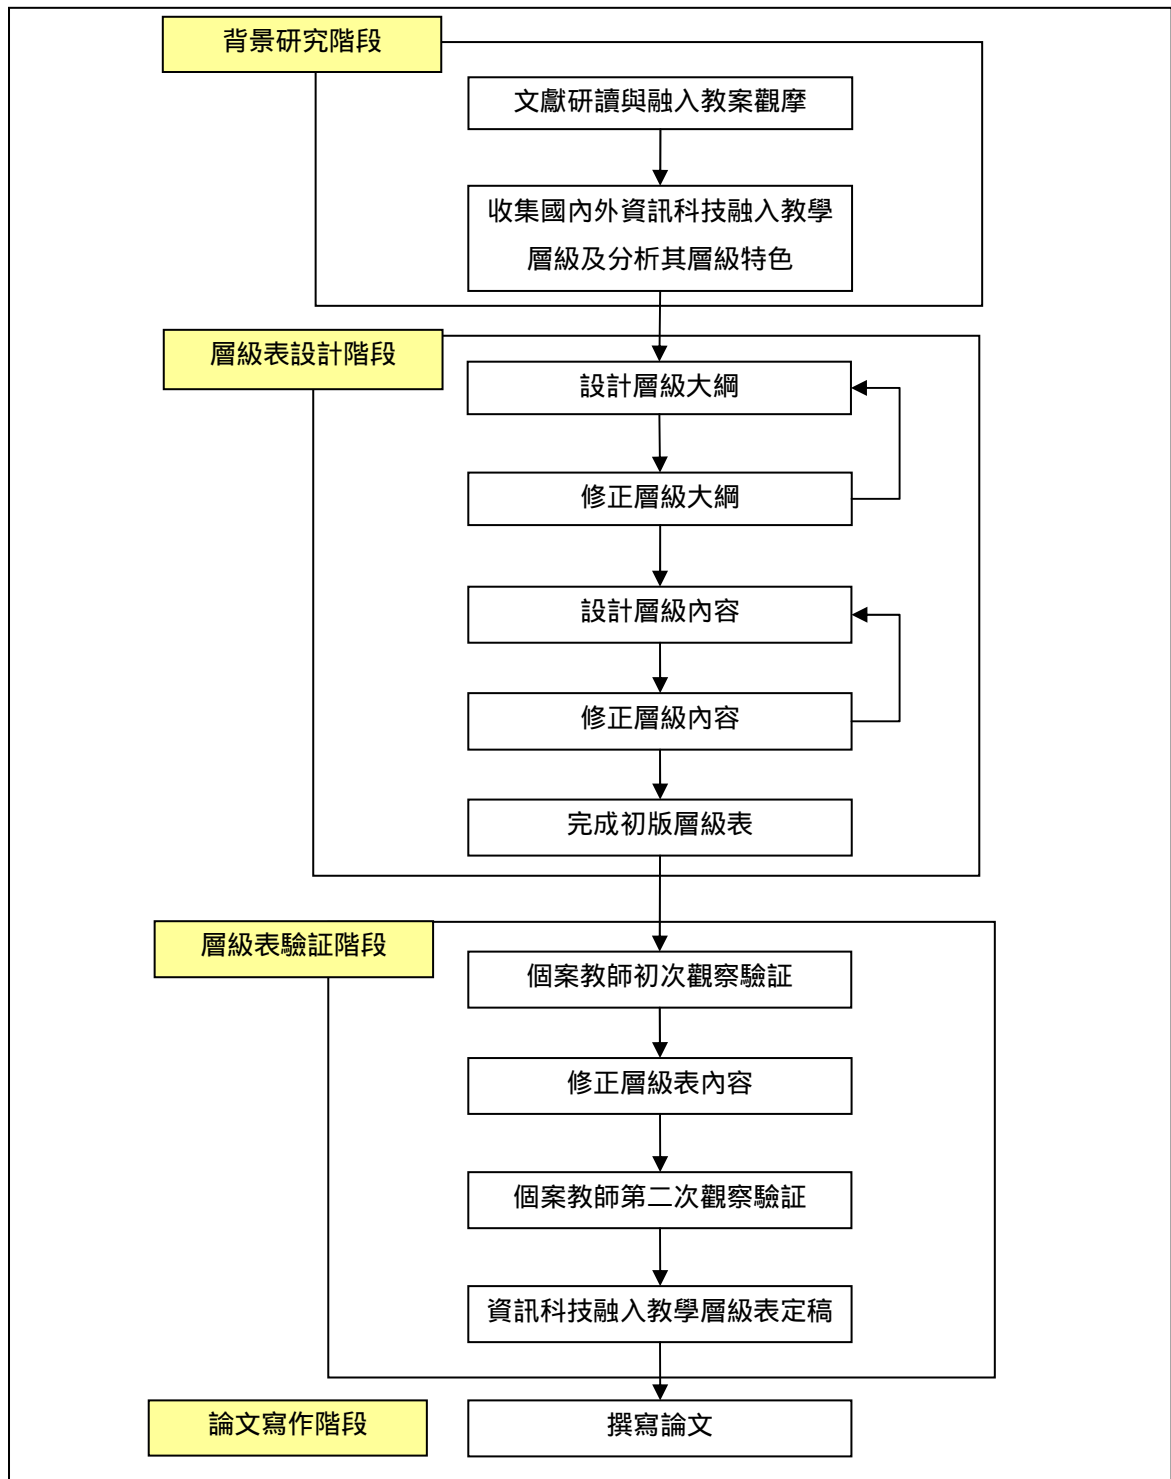 背景研究階段
文獻研讀與融入教案觀摩
收集國內外資訊科技融入教學
層級及分析其層級特色
層級表設計階段
設計層級大綱
修正層級大綱
設計層級內容
修正層級內容
完成初版層級表
層級表驗証階段
個案教師初次觀察驗証
修正層級表內容
個案教師第二次觀察驗証
資訊科技融入教學層級表定稿
論文寫作階段
撰寫論文